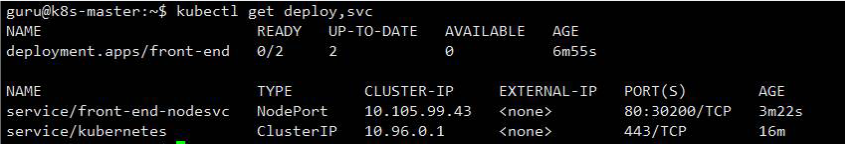 guru@k8s-master:~$ kubectl get deploy,svc
NAME READY UP-TO-DATE AVAILABLE AGE
deployment.apps/front-end 0/2 2 0 6m55s
NAME TYPE CLUSTER-IP EXTERNAL-IP PORT(S) AGE
service/front-end-nodesvc NodePort 10.105.99.43 <none> 80:30200/TCP 3m22s
service/kubernetes ClusterIP 10.96.0.1 <none> 443/TCP 16m